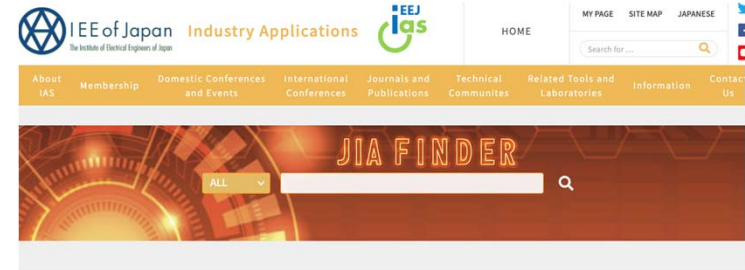 IEE of Japan
The Institute of Electrical Engineers of Japan
Industry Applications
IEEJ
ias
HOME
MY PAGE SITE MAP JAPANESE
Search for ...
About IAS
Membership
Domestic Conferences and Events
International Conferences
Journals and Publications
Technical Communites
Related Tools and Laboratories
Information
Contact Us
JIA FINDER
ALL